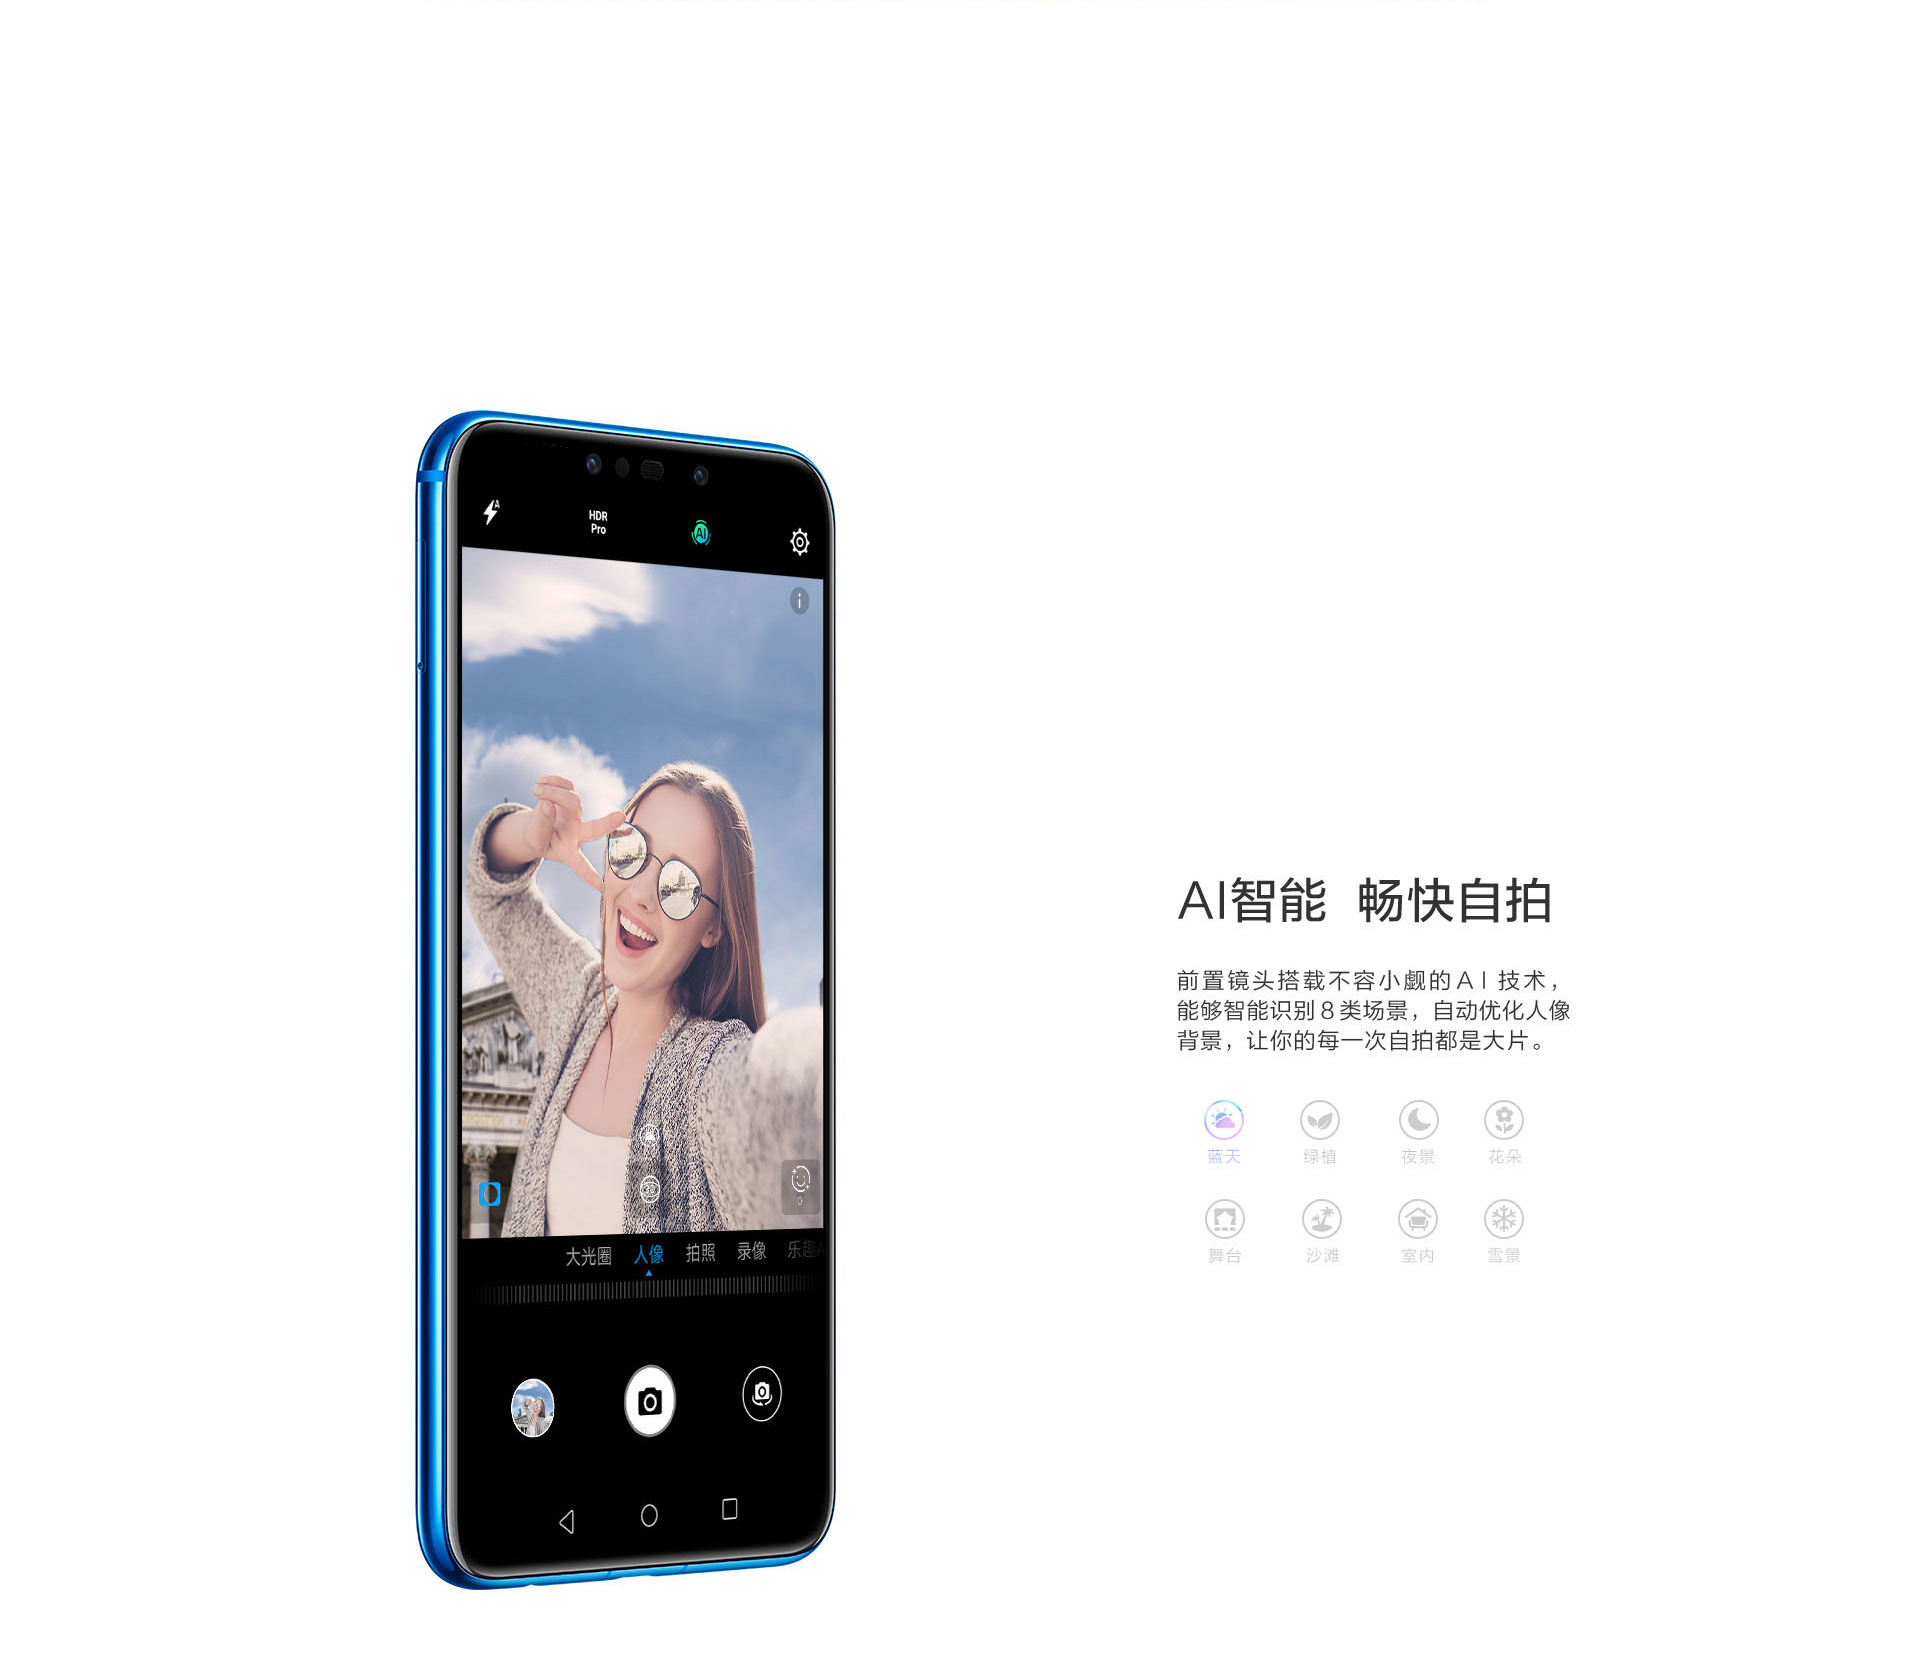 A
HDR
Pro
AI
大光圈 人像 拍照 录像 乐趣A
AI智能 畅快自拍
前置镜头搭载不容小觑的AI技术，
能够智能识别8类场景，自动优化人像
背景，让你的每一次自拍都是大片。
蓝天 绿植 夜景 花朵
舞台 沙滩 室内 雪景